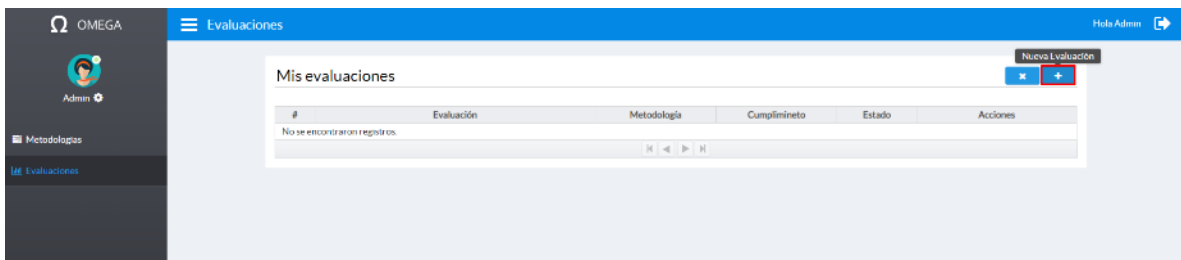 Ω OMEGA
Evaluaciones
Hola Admin
Admin
Metodologías
Evaluaciones
Nueva Evaluación
Mis evaluaciones
# Evaluación Metodología Cumplimineto Estado Acciones
No se encontraron registros.